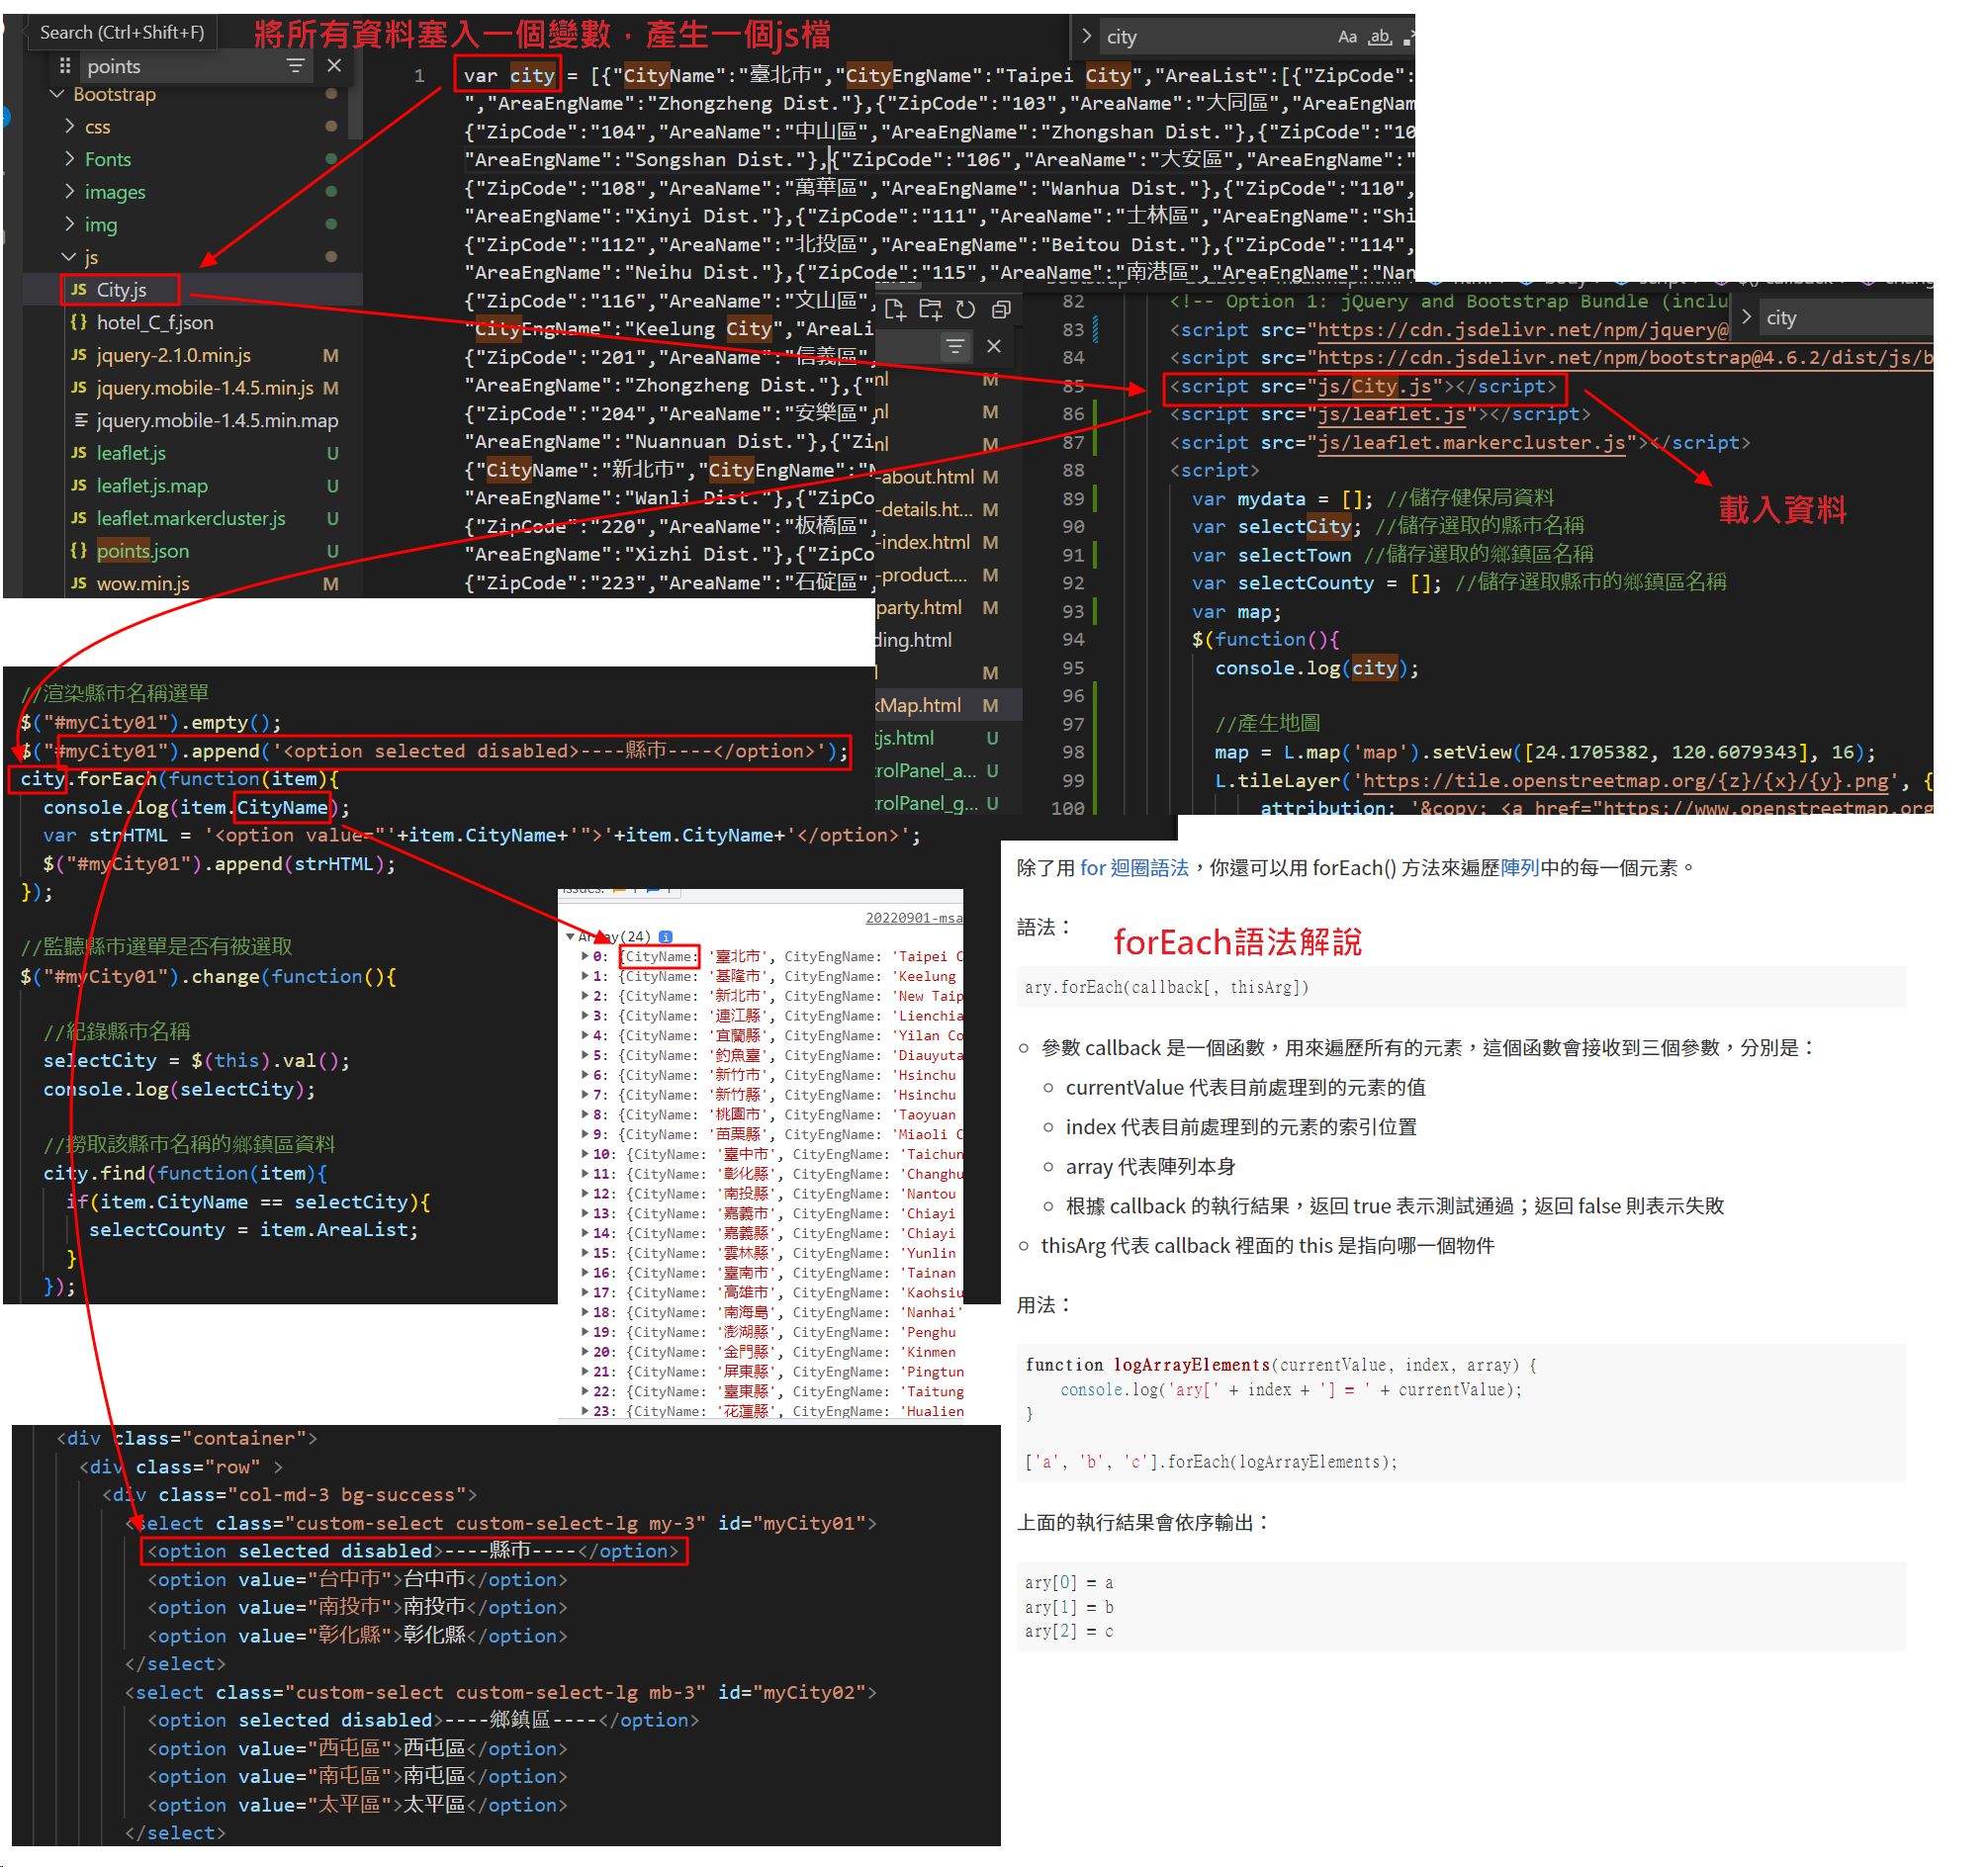 Search (Ctrl+Shift+F)
將所有資料塞入一個變數，產生一個js檔
points
Bootstrap
css
Fonts
images
img
js
JS City.js
{} hotel_C_f.json
JS jquery-2.1.0.min.js M
JS jquery.mobile-1.4.5.min.js M
jquery.mobile-1.4.5.min.map
JS leaflet.js U
JS leaflet.js.map U
JS leaflet.markercluster.js U
{} points.json U
JS wow.min.js M
city Aa ab
1 var city = [{"CityName":"臺北市","CityEngName":"Taipei City","AreaList":[{"ZipCode":
","AreaEngName":"Zhongzheng Dist."},{"ZipCode":"103","AreaName":"大同區","AreaEngNam
{"ZipCode":"104","AreaName":"中山區","AreaEngName":"Zhongshan Dist."},{"ZipCode":"10
"AreaEngName":"Songshan Dist."},{"ZipCode":"106","AreaName":"大安區","AreaEngName":"
{"ZipCode":"108","AreaName":"萬華區","AreaEngName":"Wanhua Dist."},{"ZipCode":"110",
"AreaEngName":"Xinyi Dist."},{"ZipCode":"111","AreaName":"士林區","AreaEngName":"Shi
{"ZipCode":"112","AreaName":"北投區","AreaEngName":"Beitou Dist."},{"ZipCode":"114",
"AreaEngName":"Neihu Dist."},{"ZipCode":"115","AreaName":"南港區","AreaEngName":"Nan
{"ZipCode":"116","AreaName":"文山區",
"CityEngName":"Keelung City","AreaLi
{"ZipCode":"201","AreaName":"信義區",
"AreaEngName":"Zhongzheng Dist."},{"
{"ZipCode":"204","AreaName":"安樂區",
"AreaEngName":"Nuannuan Dist."},{"Zi
{"CityName":"新北市","CityEngName":"N
"AreaEngName":"Wanli Dist."},{"ZipCo
{"ZipCode":"220","AreaName":"板橋區",
"AreaEngName":"Xizhi Dist."},{"ZipCo
{"ZipCode":"223","AreaName":"石碇區",
ml M
ml M
ml M
-about.html M
-details.ht... M
-index.html M
-product.... M
party.html M
ding.html
M
kMap.html M
tjs.html U
rolPanel_a... U
rolPanel_g... U
city
82 <!-- Option 1: jQuery and Bootstrap Bundle (inclu
83 <script src="https://cdn.jsdelivr.net/npm/jquery@
84 <script src="https://cdn.jsdelivr.net/npm/bootstrap@4.6.2/dist/js/b
85 <script src="js/City.js"></script>
86 <script src="js/leaflet.js"></script>
87 <script src="js/leaflet.markercluster.js"></script>
88 <script>
89 var mydata = []; //儲存健保局資料
90 var selectCity; //儲存選取的縣市名稱
91 var selectTown //儲存選取的鄉鎮區名稱
92 var selectCounty = []; //儲存選取縣市的鄉鎮區名稱
93 var map;
94 $(function(){
95 console.log(city);
96
97 //產生地圖
98 map = L.map('map').setView([24.1705382, 120.6079343], 16);
99 L.tileLayer('https://tile.openstreetmap.org/{z}/{x}/{y}.png', {
100 attribution: '&copy; <a href="https://www.openstreetmap.org
載入資料
//渲染縣市名稱選單
$("#myCity01").empty();
$("#myCity01").append('<option selected disabled>----縣市----</option>');
city.forEach(function(item){
console.log(item.CityName);
var strHTML = '<option value="'+item.CityName+'">'+item.CityName+'</option>';
$("#myCity01").append(strHTML);
});
//監聽縣市選單是否有被選取
$("#myCity01").change(function(){
//紀錄縣市名稱
selectCity = $(this).val();
console.log(selectCity);
//撈取該縣市名稱的鄉鎮區資料
city.find(function(item){
if(item.CityName == selectCity){
selectCounty = item.AreaList;
}
});
20220901-msa
Array(24)
0: {CityName: '臺北市', CityEngName: 'Taipei C
1: {CityName: '基隆市', CityEngName: 'Keelung
2: {CityName: '新北市', CityEngName: 'New Taip
3: {CityName: '連江縣', CityEngName: 'Lienchia
4: {CityName: '宜蘭縣', CityEngName: 'Yilan Co
5: {CityName: '釣魚臺', CityEngName: 'Diauyuta
6: {CityName: '新竹市', CityEngName: 'Hsinchu
7: {CityName: '新竹縣', CityEngName: 'Hsinchu
8: {CityName: '桃園市', CityEngName: 'Taoyuan
9: {CityName: '苗栗縣', CityEngName: 'Miaoli C
10: {CityName: '臺中市', CityEngName: 'Taichun
11: {CityName: '彰化縣', CityEngName: 'Changhu
12: {CityName: '南投縣', CityEngName: 'Nantou
13: {CityName: '嘉義市', CityEngName: 'Chiayi
14: {CityName: '嘉義縣', CityEngName: 'Chiayi
15: {CityName: '雲林縣', CityEngName: 'Yunlin
16: {CityName: '臺南市', CityEngName: 'Tainan
17: {CityName: '高雄市', CityEngName: 'Kaohsiu
18: {CityName: '南海島', CityEngName: 'Nanhai'
19: {CityName: '澎湖縣', CityEngName: 'Penghu
20: {CityName: '金門縣', CityEngName: 'Kinmen
21: {CityName: '屏東縣', CityEngName: 'Pingtun
22: {CityName: '臺東縣', CityEngName: 'Taitung
23: {CityName: '花蓮縣', CityEngName: 'Hualien
<div class="container">
<div class="row" >
<div class="col-md-3 bg-success">
<select class="custom-select custom-select-lg my-3" id="myCity01">
<option selected disabled>----縣市----</option>
<option value="台中市">台中市</option>
<option value="南投市">南投市</option>
<option value="彰化縣">彰化縣</option>
</select>
<select class="custom-select custom-select-lg mb-3" id="myCity02">
<option selected disabled>----鄉鎮區----</option>
<option value="西屯區">西屯區</option>
<option value="南屯區">南屯區</option>
<option value="太平區">太平區</option>
</select>
除了用 for 迴圈語法，你還可以用 forEach() 方法來遍歷陣列中的每一個元素。
語法：
forEach語法解說
ary.forEach(callback[, thisArg])
參數 callback 是一個函數，用來遍歷所有的元素，這個函數會接收到三個參數，分別是：
currentValue 代表目前處理到的元素的值
index 代表目前處理到的元素的索引位置
array 代表陣列本身
根據 callback 的執行結果，返回 true 表示測試通過；返回 false 則表示失敗
thisArg 代表 callback 裡面的 this 是指向哪一個物件
用法：
function logArrayElements(currentValue, index, array) {
console.log('ary[' + index + '] = ' + currentValue);
}
['a', 'b', 'c'].forEach(logArrayElements);
上面的執行結果會依序輸出：
ary[0] = a
ary[1] = b
ary[2] = c